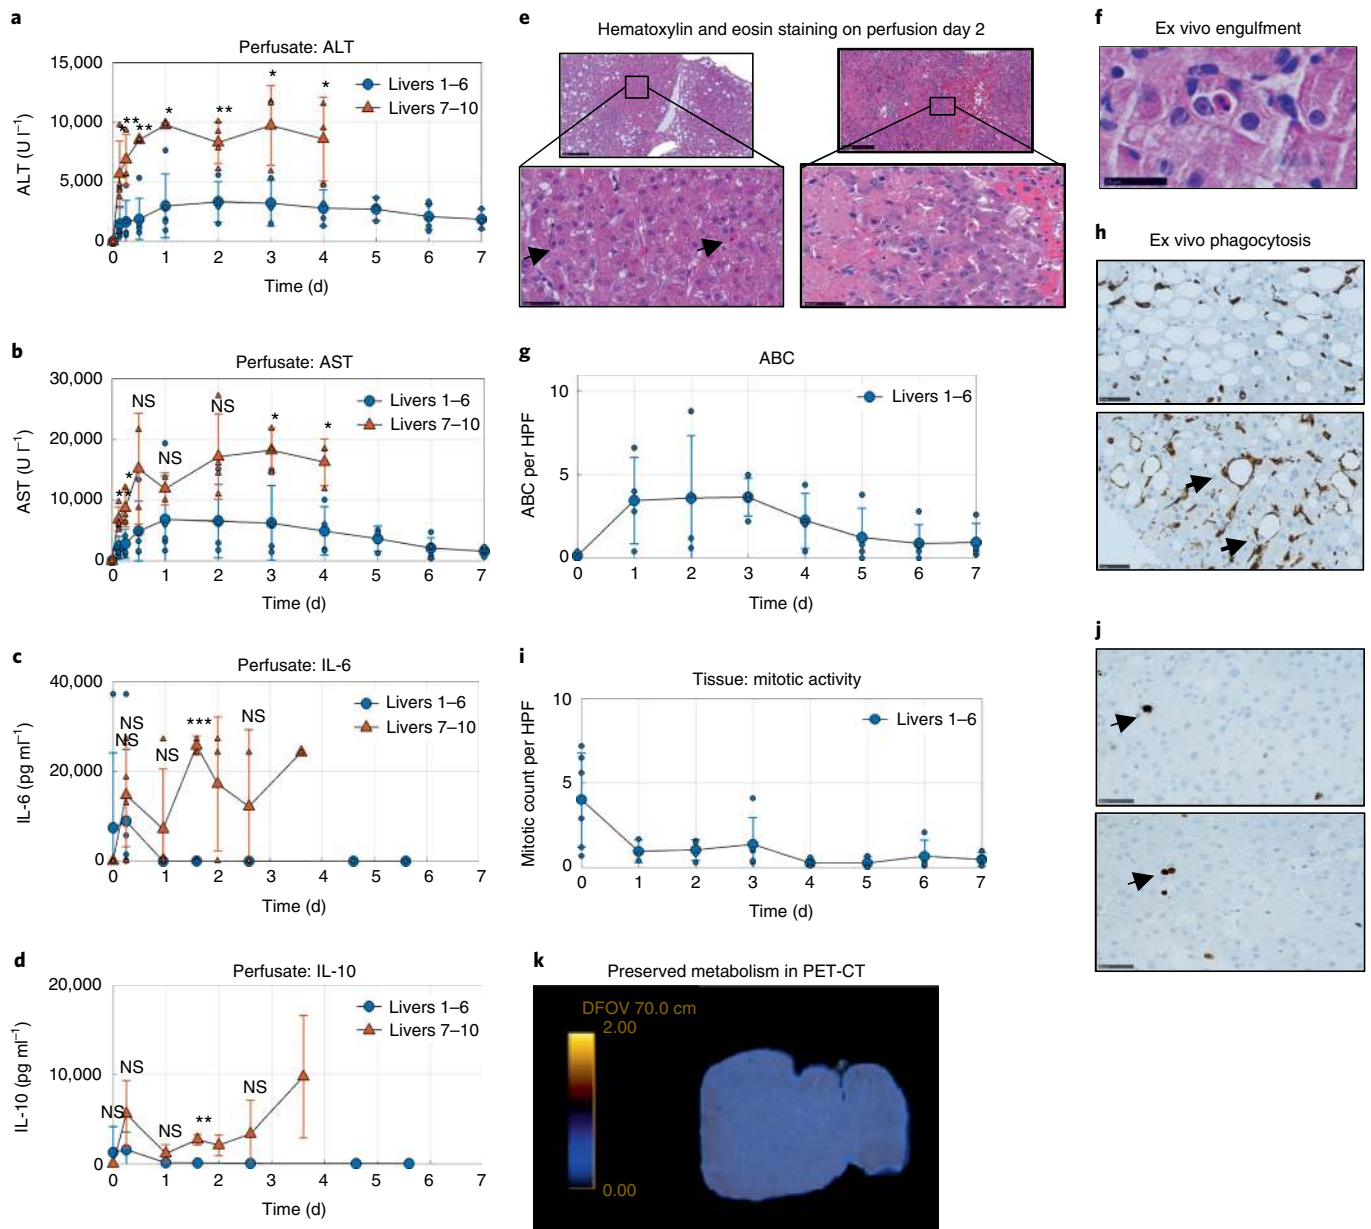 a
Perfusate: ALT
15,000
10,000
5,000
0
ALT (U l⁻¹)
Livers 1–6
Livers 7–10
*
**
**
*
**
*
*
0 1 2 3 4 5 6 7
Time (d)
b
Perfusate: AST
30,000
20,000
10,000
0
AST (U l⁻¹)
Livers 1–6
Livers 7–10
**
*
NS
NS
NS
*
*
0 1 2 3 4 5 6 7
Time (d)
c
Perfusate: IL-6
40,000
20,000
0
IL-6 (pg ml⁻¹)
Livers 1–6
Livers 7–10
NS
NS
NS
***
NS
0 1 2 3 4 5 6 7
Time (d)
d
Perfusate: IL-10
20,000
10,000
0
IL-10 (pg ml⁻¹)
Livers 1–6
Livers 7–10
NS
NS
NS
**
NS
0 1 2 3 4 5 6 7
Time (d)
e
Hematoxylin and eosin staining on perfusion day 2
f
Ex vivo engulfment
g
ABC
10
5
0
ABC per HPF
Livers 1–6
0 1 2 3 4 5 6 7
Time (d)
h
Ex vivo phagocytosis
i
Tissue: mitotic activity
10
5
0
Mitotic count per HPF
Livers 1–6
0 1 2 3 4 5 6 7
Time (d)
j
k
Preserved metabolism in PET-CT
DFOV 70.0 cm
2.00
0.00